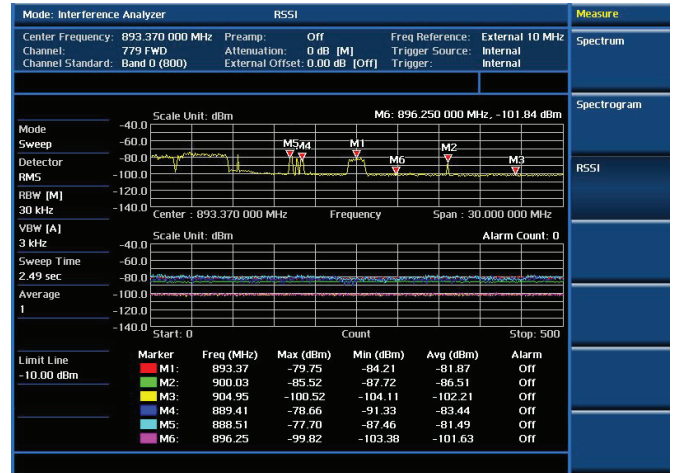 Mode: Interference Analyzer RSSI Measure
Center Frequency: 893.370 000 MHz Preamp: Off Freq Reference: External 10 MHz
Channel: 779 FWD Attenuation: 0 dB [M] Trigger Source: Internal
Channel Standard: Band 0 (800) External Offset: 0.00 dB [Off] Trigger: Internal
Spectrum
Spectrogram
RSSI
Mode
Sweep
Detector
RMS
RBW [M]
30 kHz
VBW [A]
3 kHz
Sweep Time
2.49 sec
Average
1
Limit Line
-10.00 dBm
Scale Unit: dBm M6: 896.250 000 MHz, -101.84 dBm
-40.0
-60.0
-80.0
-100.0
-120.0
-140.0
M5 M4 M1 M6 M2 M3
Center : 893.370 000 MHz Frequency Span : 30.000 000 MHz
Scale Unit: dBm Alarm Count: 0
-40.0
-60.0
-80.0
-100.0
-120.0
-140.0
Start: 0 Count Stop: 500
Marker Freq (MHz) Max (dBm) Min (dBm) Avg (dBm) Alarm
M1: 893.37 -79.75 -84.21 -81.87 Off
M2: 900.03 -85.52 -87.72 -86.51 Off
M3: 904.95 -100.52 -104.11 -102.21 Off
M4: 889.41 -78.66 -91.33 -83.44 Off
M5: 888.51 -77.70 -87.46 -81.49 Off
M6: 896.25 -99.82 -103.38 -101.63 Off